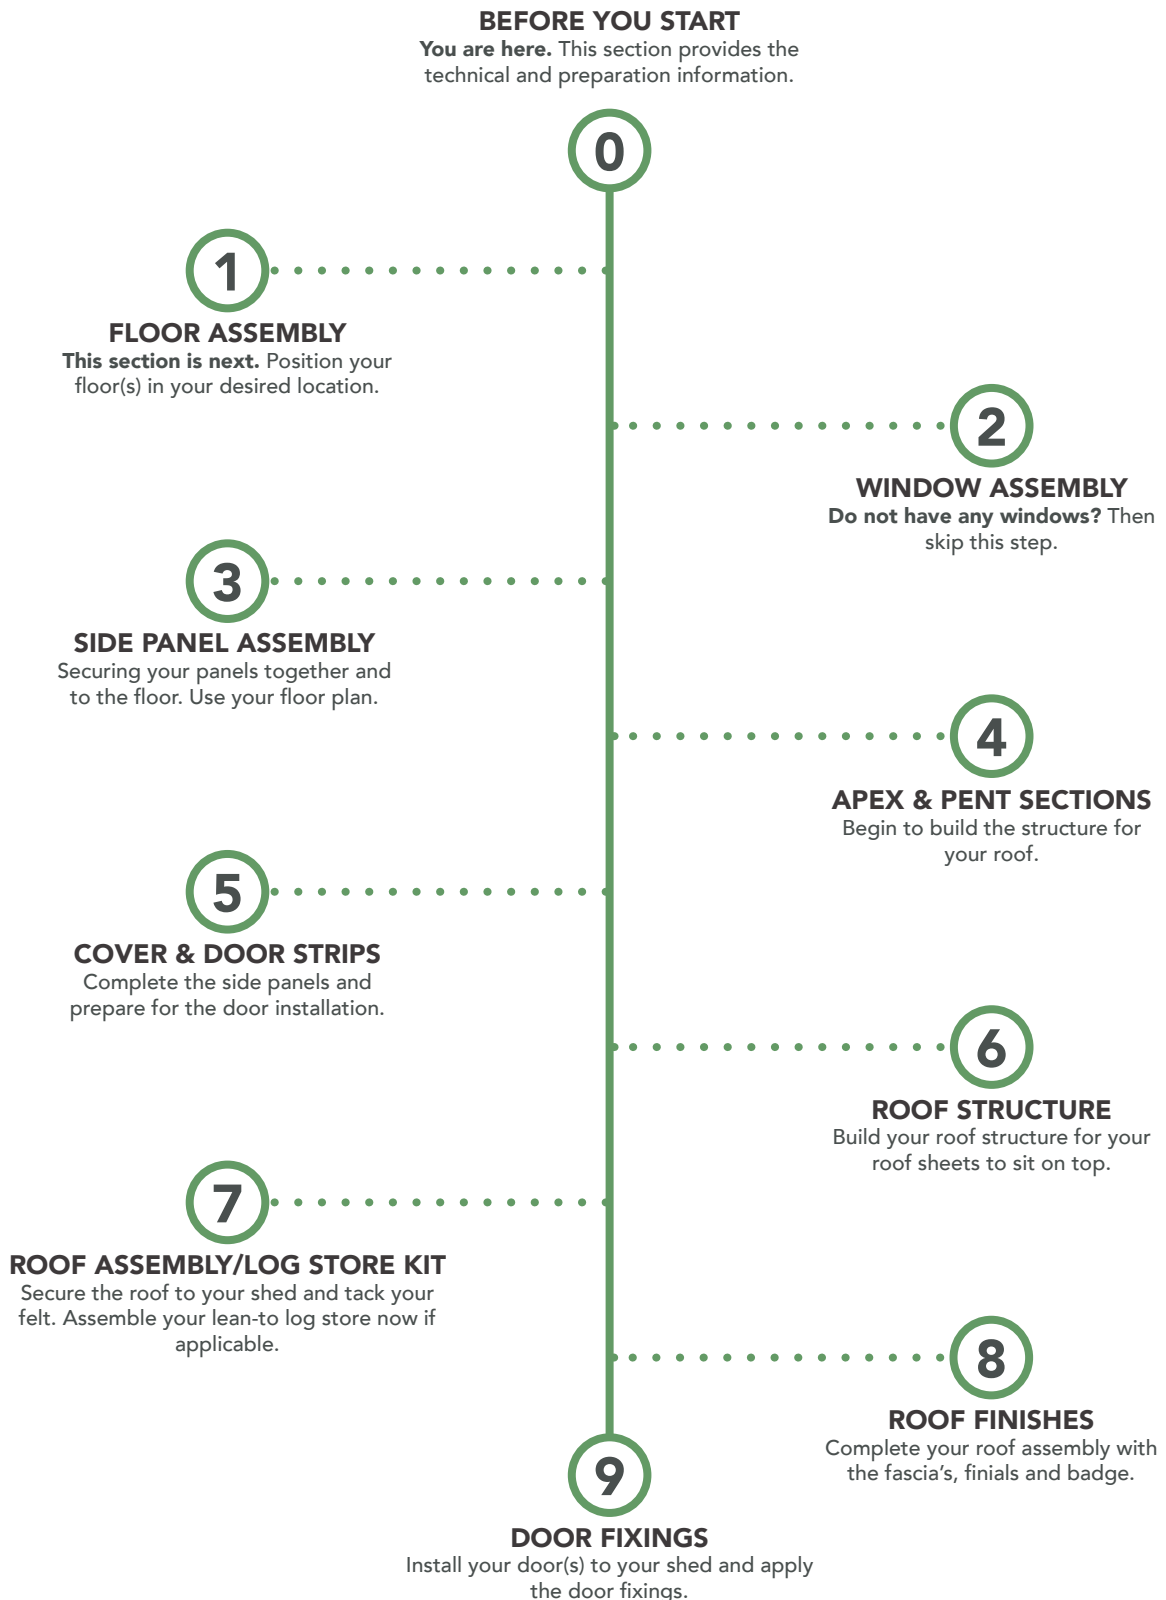 BEFORE YOU START
You are here. This section provides the
technical and preparation information.
0
1
FLOOR ASSEMBLY
This section is next. Position your
floor(s) in your desired location.
2
WINDOW ASSEMBLY
Do not have any windows? Then
skip this step.
3
SIDE PANEL ASSEMBLY
Securing your panels together and
to the floor. Use your floor plan.
4
APEX & PENT SECTIONS
Begin to build the structure for
your roof.
5
COVER & DOOR STRIPS
Complete the side panels and
prepare for the door installation.
6
ROOF STRUCTURE
Build your roof structure for your
roof sheets to sit on top.
7
ROOF ASSEMBLY/LOG STORE KIT
Secure the roof to your shed and tack your
felt. Assemble your lean-to log store now if
applicable.
8
ROOF FINISHES
Complete your roof assembly with
the fascia's, finials and badge.
9
DOOR FIXINGS
Install your door(s) to your shed and apply
the door fixings.